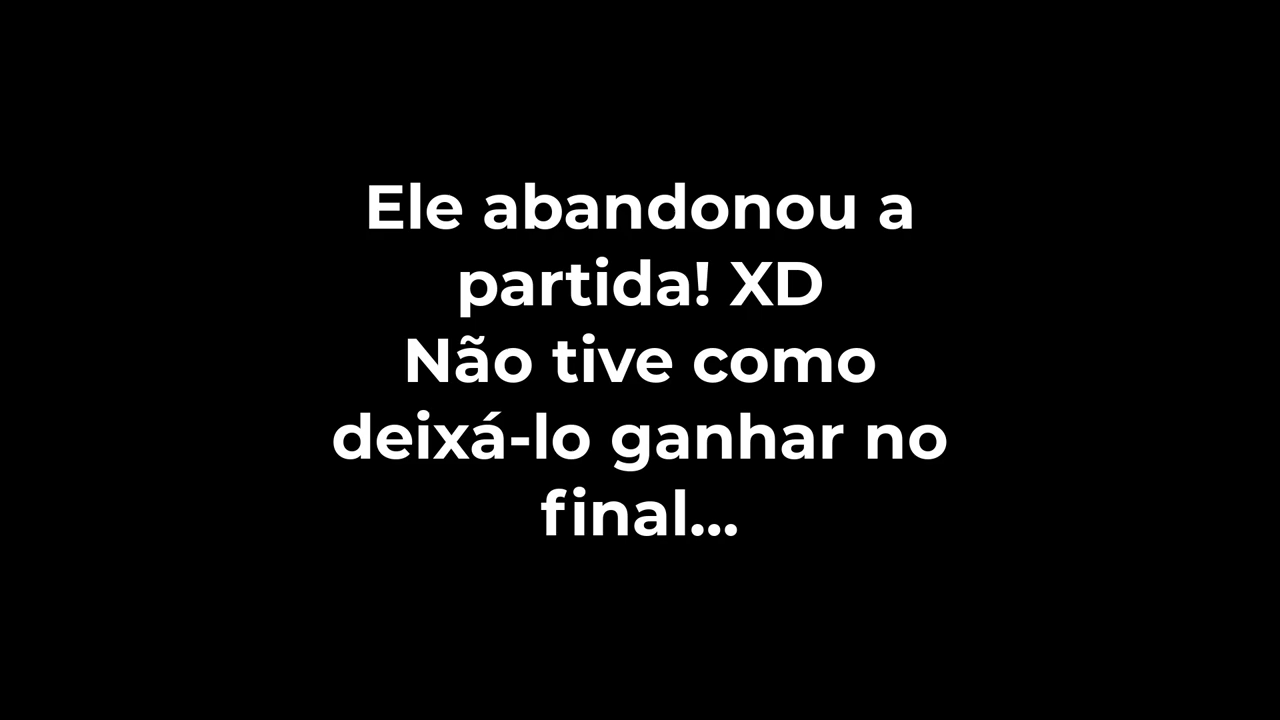 Ele abandonou a
partida! XD
Não tive como
deixá-lo ganhar no
final...